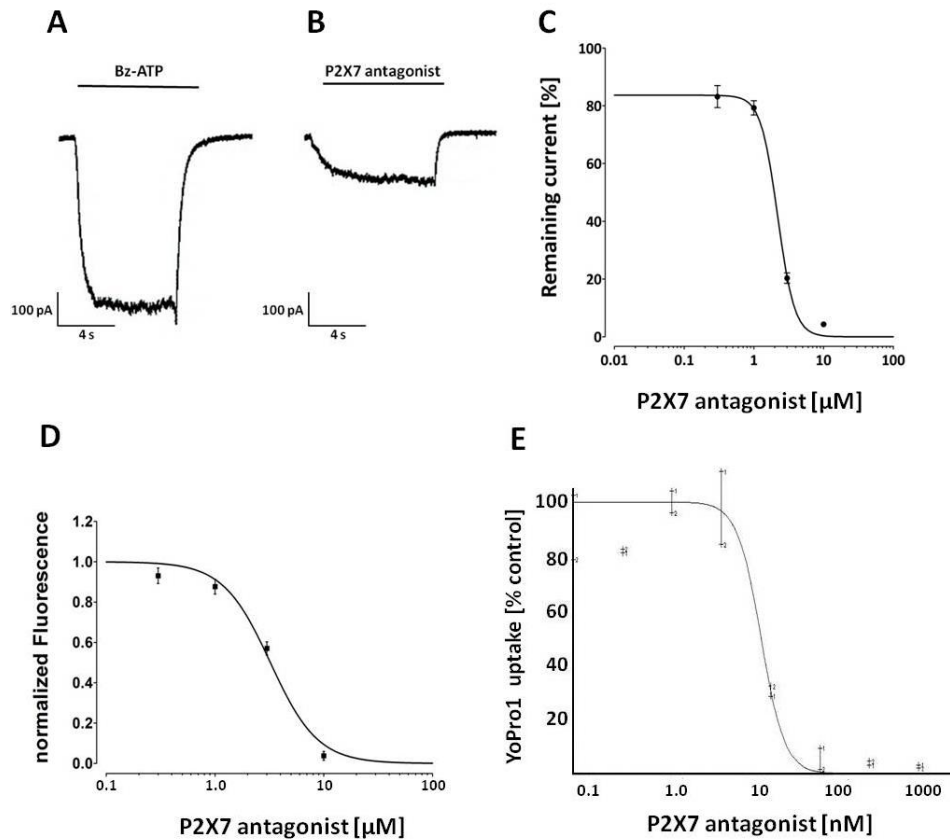 A
Bz-ATP
100 pA
4 s
B
P2X7 antagonist
100 pA
4 s
C
Remaining current [%]
100
80
60
40
20
0
0.01 0.1 1 10 100
P2X7 antagonist [µM]
D
normalized Fluorescence
1.2
1.0
0.8
0.6
0.4
0.2
0.0
0.1 1.0 10 100
P2X7 antagonist [µM]
E
YoPro1 uptake [% control]
100
80
60
40
20
0.1 1.0 10 100 1000
P2X7 antagonist [nM]